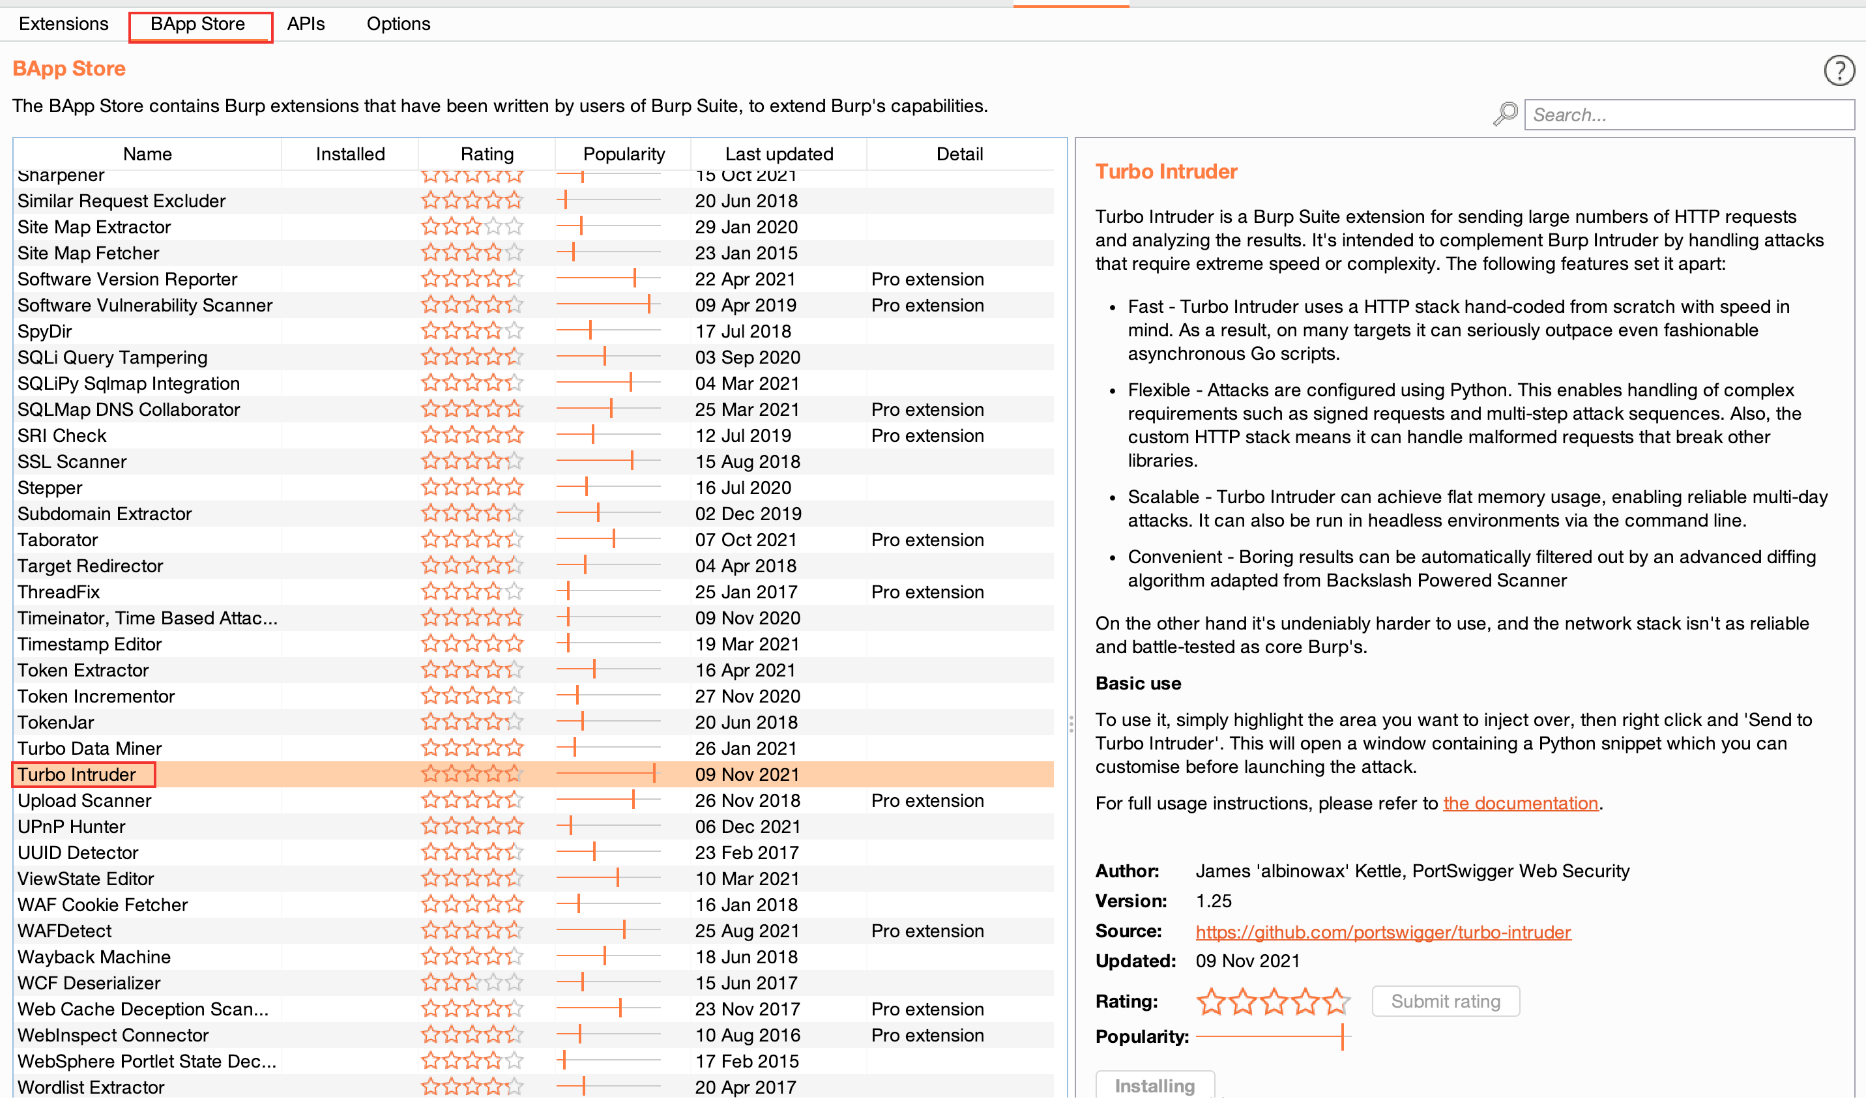 Extensions BApp Store APIs Options
BApp Store
The BApp Store contains Burp extensions that have been written by users of Burp Suite, to extend Burp's capabilities.
?
Search...
Name Installed Rating Popularity Last updated Detail
Sharpener 15 Oct 2021
Similar Request Excluder 20 Jun 2018
Site Map Extractor 29 Jan 2020
Site Map Fetcher 23 Jan 2015
Software Version Reporter 22 Apr 2021 Pro extension
Software Vulnerability Scanner 09 Apr 2019 Pro extension
SpyDir 17 Jul 2018
SQLi Query Tampering 03 Sep 2020
SQLiPy Sqlmap Integration 04 Mar 2021
SQLMap DNS Collaborator 25 Mar 2021 Pro extension
SRI Check 12 Jul 2019 Pro extension
SSL Scanner 15 Aug 2018
Stepper 16 Jul 2020
Subdomain Extractor 02 Dec 2019
Taborator 07 Oct 2021 Pro extension
Target Redirector 04 Apr 2018
ThreadFix 25 Jan 2017 Pro extension
Timeinator, Time Based Attac... 09 Nov 2020
Timestamp Editor 19 Mar 2021
Token Extractor 16 Apr 2021
Token Incrementor 27 Nov 2020
TokenJar 20 Jun 2018
Turbo Data Miner 26 Jan 2021
Turbo Intruder 09 Nov 2021
Upload Scanner 26 Nov 2018 Pro extension
UPnP Hunter 06 Dec 2021
UUID Detector 23 Feb 2017
ViewState Editor 10 Mar 2021
WAF Cookie Fetcher 16 Jan 2018
WAFDetect 25 Aug 2021 Pro extension
Wayback Machine 18 Jun 2018
WCF Deserializer 15 Jun 2017
Web Cache Deception Scan... 23 Nov 2017 Pro extension
WebInspect Connector 10 Aug 2016 Pro extension
WebSphere Portlet State Dec... 17 Feb 2015
Wordlist Extractor 20 Apr 2017
Turbo Intruder
Turbo Intruder is a Burp Suite extension for sending large numbers of HTTP requests
and analyzing the results. It's intended to complement Burp Intruder by handling attacks
that require extreme speed or complexity. The following features set it apart:
• Fast - Turbo Intruder uses a HTTP stack hand-coded from scratch with speed in
mind. As a result, on many targets it can seriously outpace even fashionable
asynchronous Go scripts.
• Flexible - Attacks are configured using Python. This enables handling of complex
requirements such as signed requests and multi-step attack sequences. Also, the
custom HTTP stack means it can handle malformed requests that break other
libraries.
• Scalable - Turbo Intruder can achieve flat memory usage, enabling reliable multi-day
attacks. It can also be run in headless environments via the command line.
• Convenient - Boring results can be automatically filtered out by an advanced diffing
algorithm adapted from Backslash Powered Scanner
On the other hand it's undeniably harder to use, and the network stack isn't as reliable
and battle-tested as core Burp's.
Basic use
To use it, simply highlight the area you want to inject over, then right click and 'Send to
Turbo Intruder'. This will open a window containing a Python snippet which you can
customise before launching the attack.
For full usage instructions, please refer to the documentation.
Author: James 'albinowax' Kettle, PortSwigger Web Security
Version: 1.25
Source: https://github.com/portswigger/turbo-intruder
Updated: 09 Nov 2021
Rating: Submit rating
Popularity:
Installing